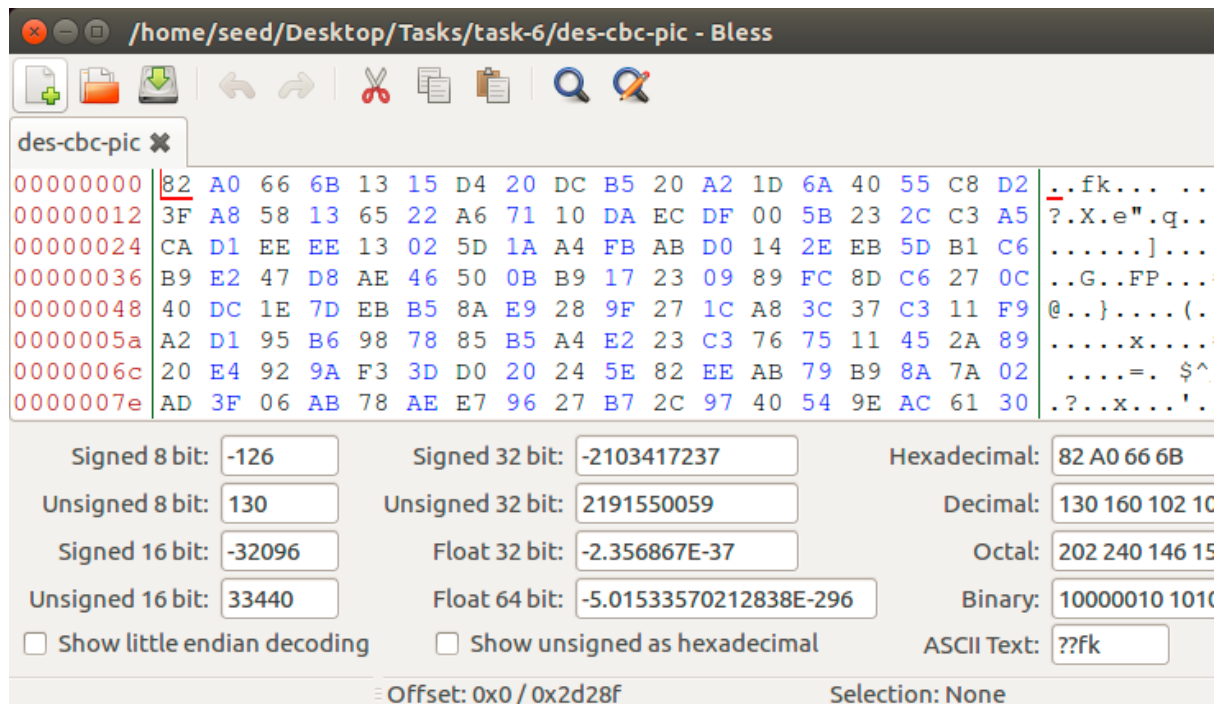 /home/seed/Desktop/Tasks/task-6/des-cbc-pic - Bless
des-cbc-pic
00000000 82 A0 66 6B 13 15 D4 20 DC B5 20 A2 1D 6A 40 55 C8 D2 ..fk... ..
00000012 3F A8 58 13 65 22 A6 71 10 DA EC DF 00 5B 23 2C C3 A5 ?.X.e".q..
00000024 CA D1 EE EE 13 02 5D 1A A4 FB AB D0 14 2E EB 5D B1 C6 ......]...
00000036 B9 E2 47 D8 AE 46 50 0B B9 17 23 09 89 FC 8D C6 27 0C ..G..FP...
00000048 40 DC 1E 7D EB B5 8A E9 28 9F 27 1C A8 3C 37 C3 11 F9 @..}....(.
0000005a A2 D1 95 B6 98 78 85 B5 A4 E2 23 C3 76 75 11 45 2A 89 .....x....
0000006c 20 E4 92 9A F3 3D D0 20 24 5E 82 EE AB 79 B9 8A 7A 02  ....=. $^
0000007e AD 3F 06 AB 78 AE E7 96 27 B7 2C 97 40 54 9E AC 61 30 .?..x...'.
Signed 8 bit: -126 Signed 32 bit: -2103417237 Hexadecimal: 82 A0 66 6B
Unsigned 8 bit: 130 Unsigned 32 bit: 2191550059 Decimal: 130 160 102 10
Signed 16 bit: -32096 Float 32 bit: -2.356867E-37 Octal: 202 240 146 15
Unsigned 16 bit: 33440 Float 64 bit: -5.01533570212838E-296 Binary: 10000010 1010
Show little endian decoding Show unsigned as hexadecimal ASCII Text: ??fk
Offset: 0x0 / 0x2d28f Selection: None